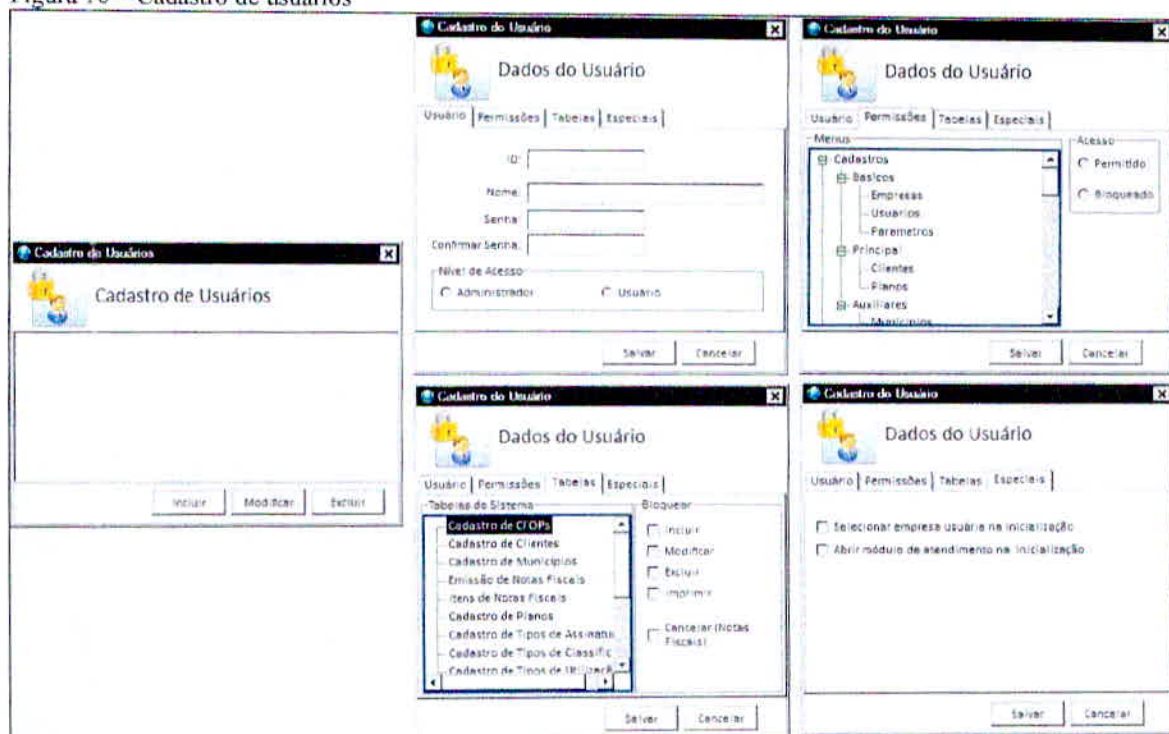 Cadastro de usuários
Cadastro de Usuários
Cadastro de Usuários
Incluir Modificar Excluir
Cadastro do Usuário
Dados do Usuário
Usuário Permissões Tabelas Especiais
ID:
Nome:
Senha:
Confirmar Senha:
Nível de Acesso
Administrador Usuário
Salvar Cancelar
Cadastro do Usuário
Dados do Usuário
Usuário Permissões Tabelas Especiais
Menus
Acesso
Cadastros
Permitido
Basicos
Empresas
Bloqueado
Usuarios
Parametros
Principal
Clientes
Planos
Auxiliares
Municipios
Salvar Cancelar
Cadastro do Usuário
Dados do Usuário
Usuário Permissões Tabelas Especiais
Tabelas do Sistema
Bloquear
Cadastro de CFOPs
Incluir
Cadastro de Clientes
Modificar
Cadastro de Municípios
Excluir
Emissão de Notas Fiscais
Imprimir
Itens de Notas Fiscais
Cadastro de Planos
Cancelar (Notas
Fiscais)
Cadastro de Tipos de Assinatu
Cadastro de Tipos de Classific
Cadastro de Tipos de Utilizaçã
Salvar Cancelar
Cadastro do Usuário
Dados do Usuário
Usuário Permissões Tabelas Especiais
Selecionar empresa usuária na inicialização
Abrir módulo de atendimento na inicialização
Salvar Cancelar